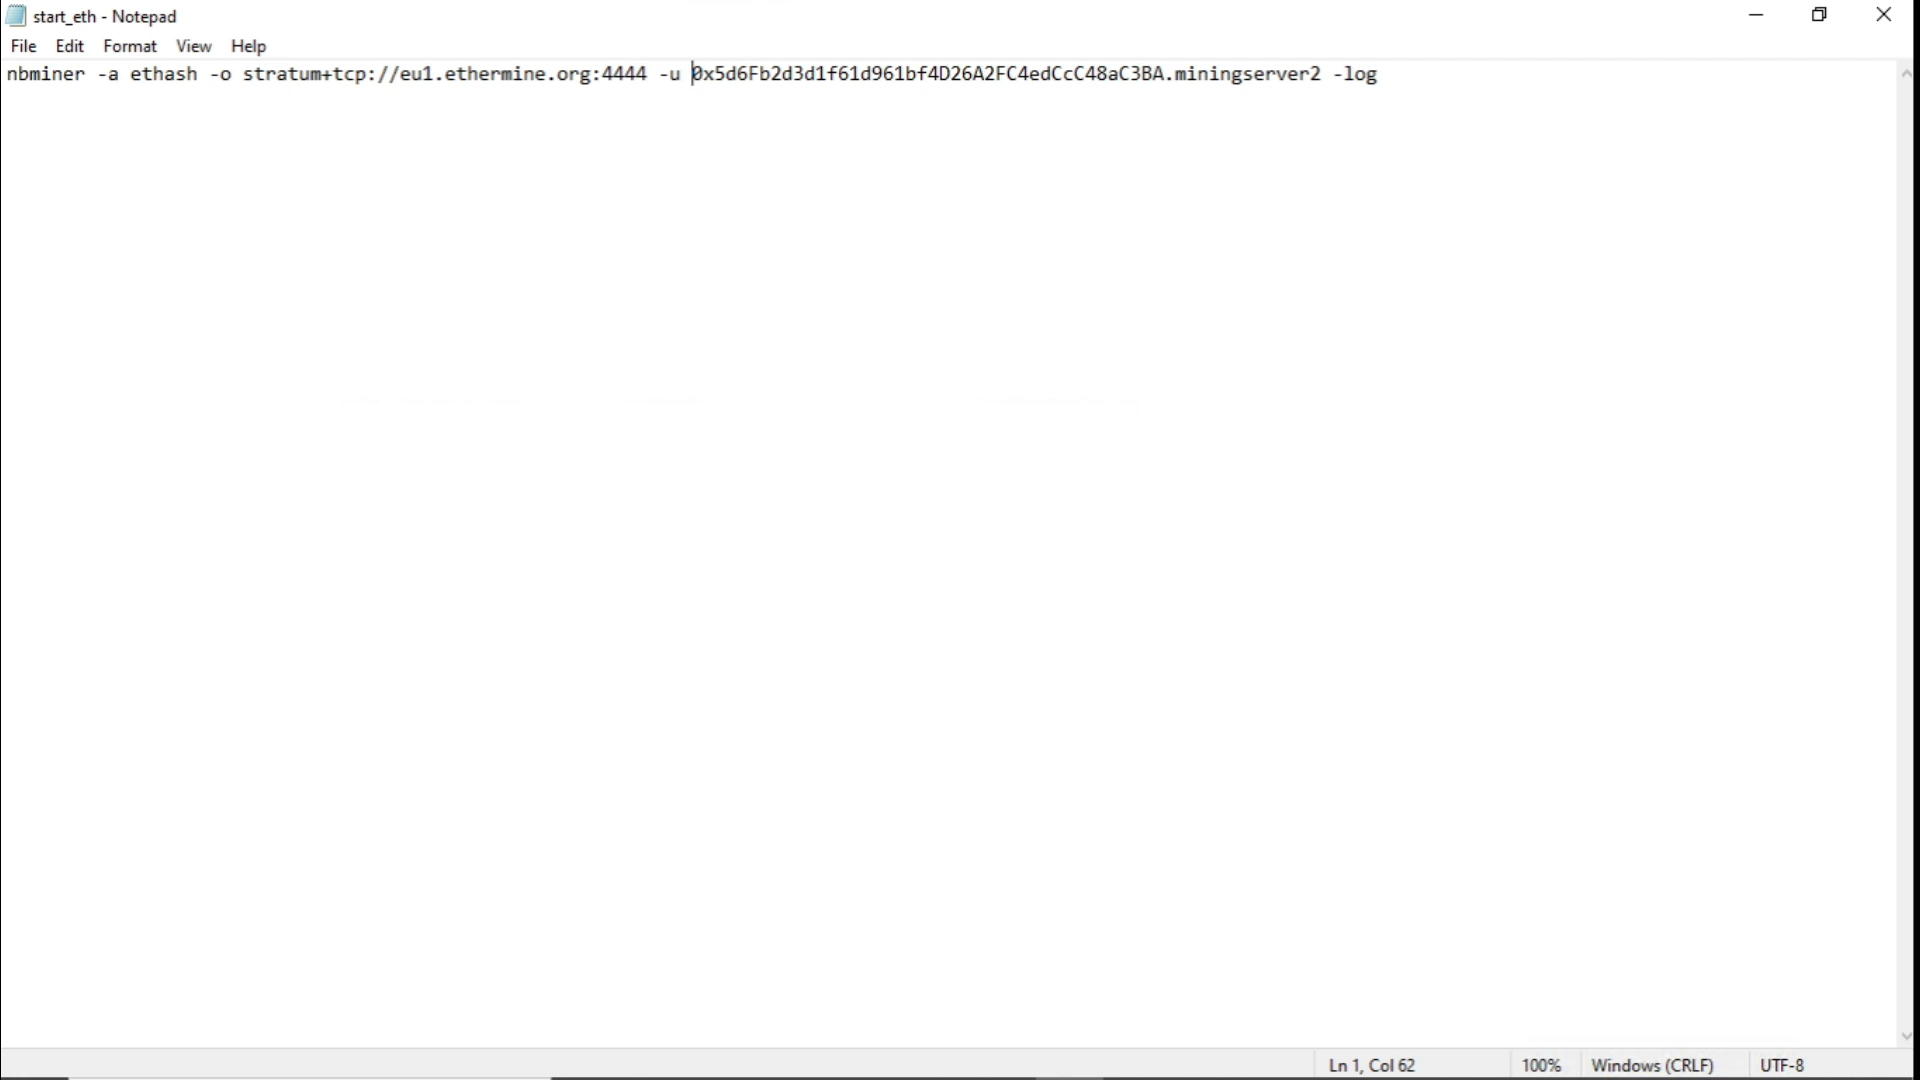 start_eth - Notepad
File Edit Format View Help
nbminer -a ethash -o stratum+tcp://eu1.ethermine.org:4444 -u 0x5d6Fb2d3d1f61d961bf4D26A2FC4edCcC48aC3BA.miningserver2 -log
Ln 1, Col 62 100% Windows (CRLF) UTF-8